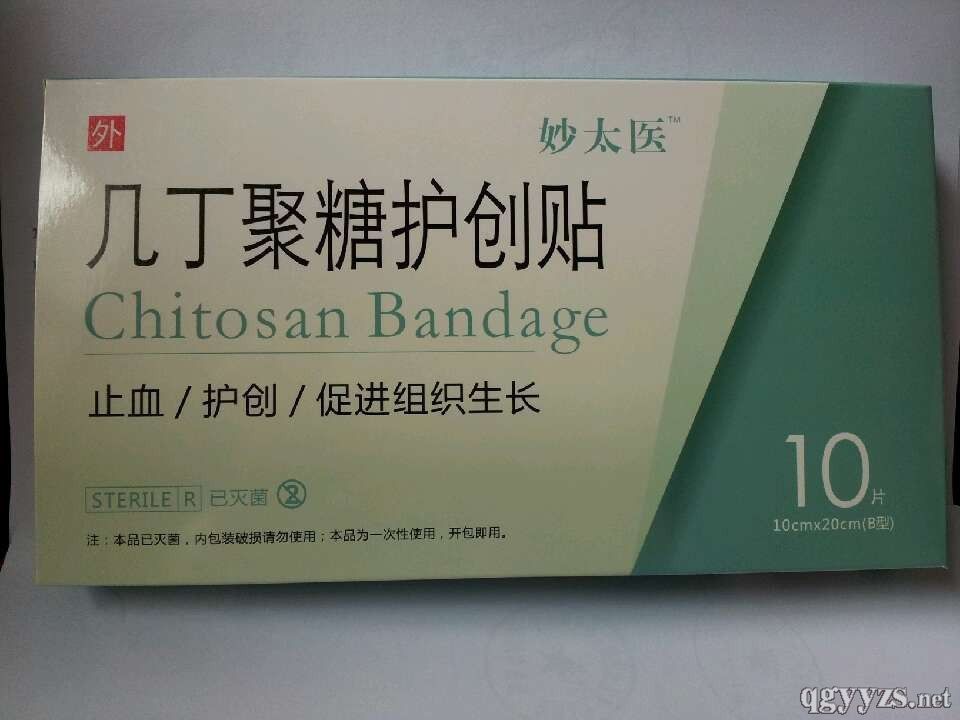 外
妙太医™
几丁聚糖护创贴
Chitosan Bandage
止血 / 护创 / 促进组织生长
STERILE R 已灭菌 2
注：本品已灭菌，内包装破损请勿使用；本品为一次性使用，开包即用。
10片
10cmx20cm(B型)
qgyyzs.net